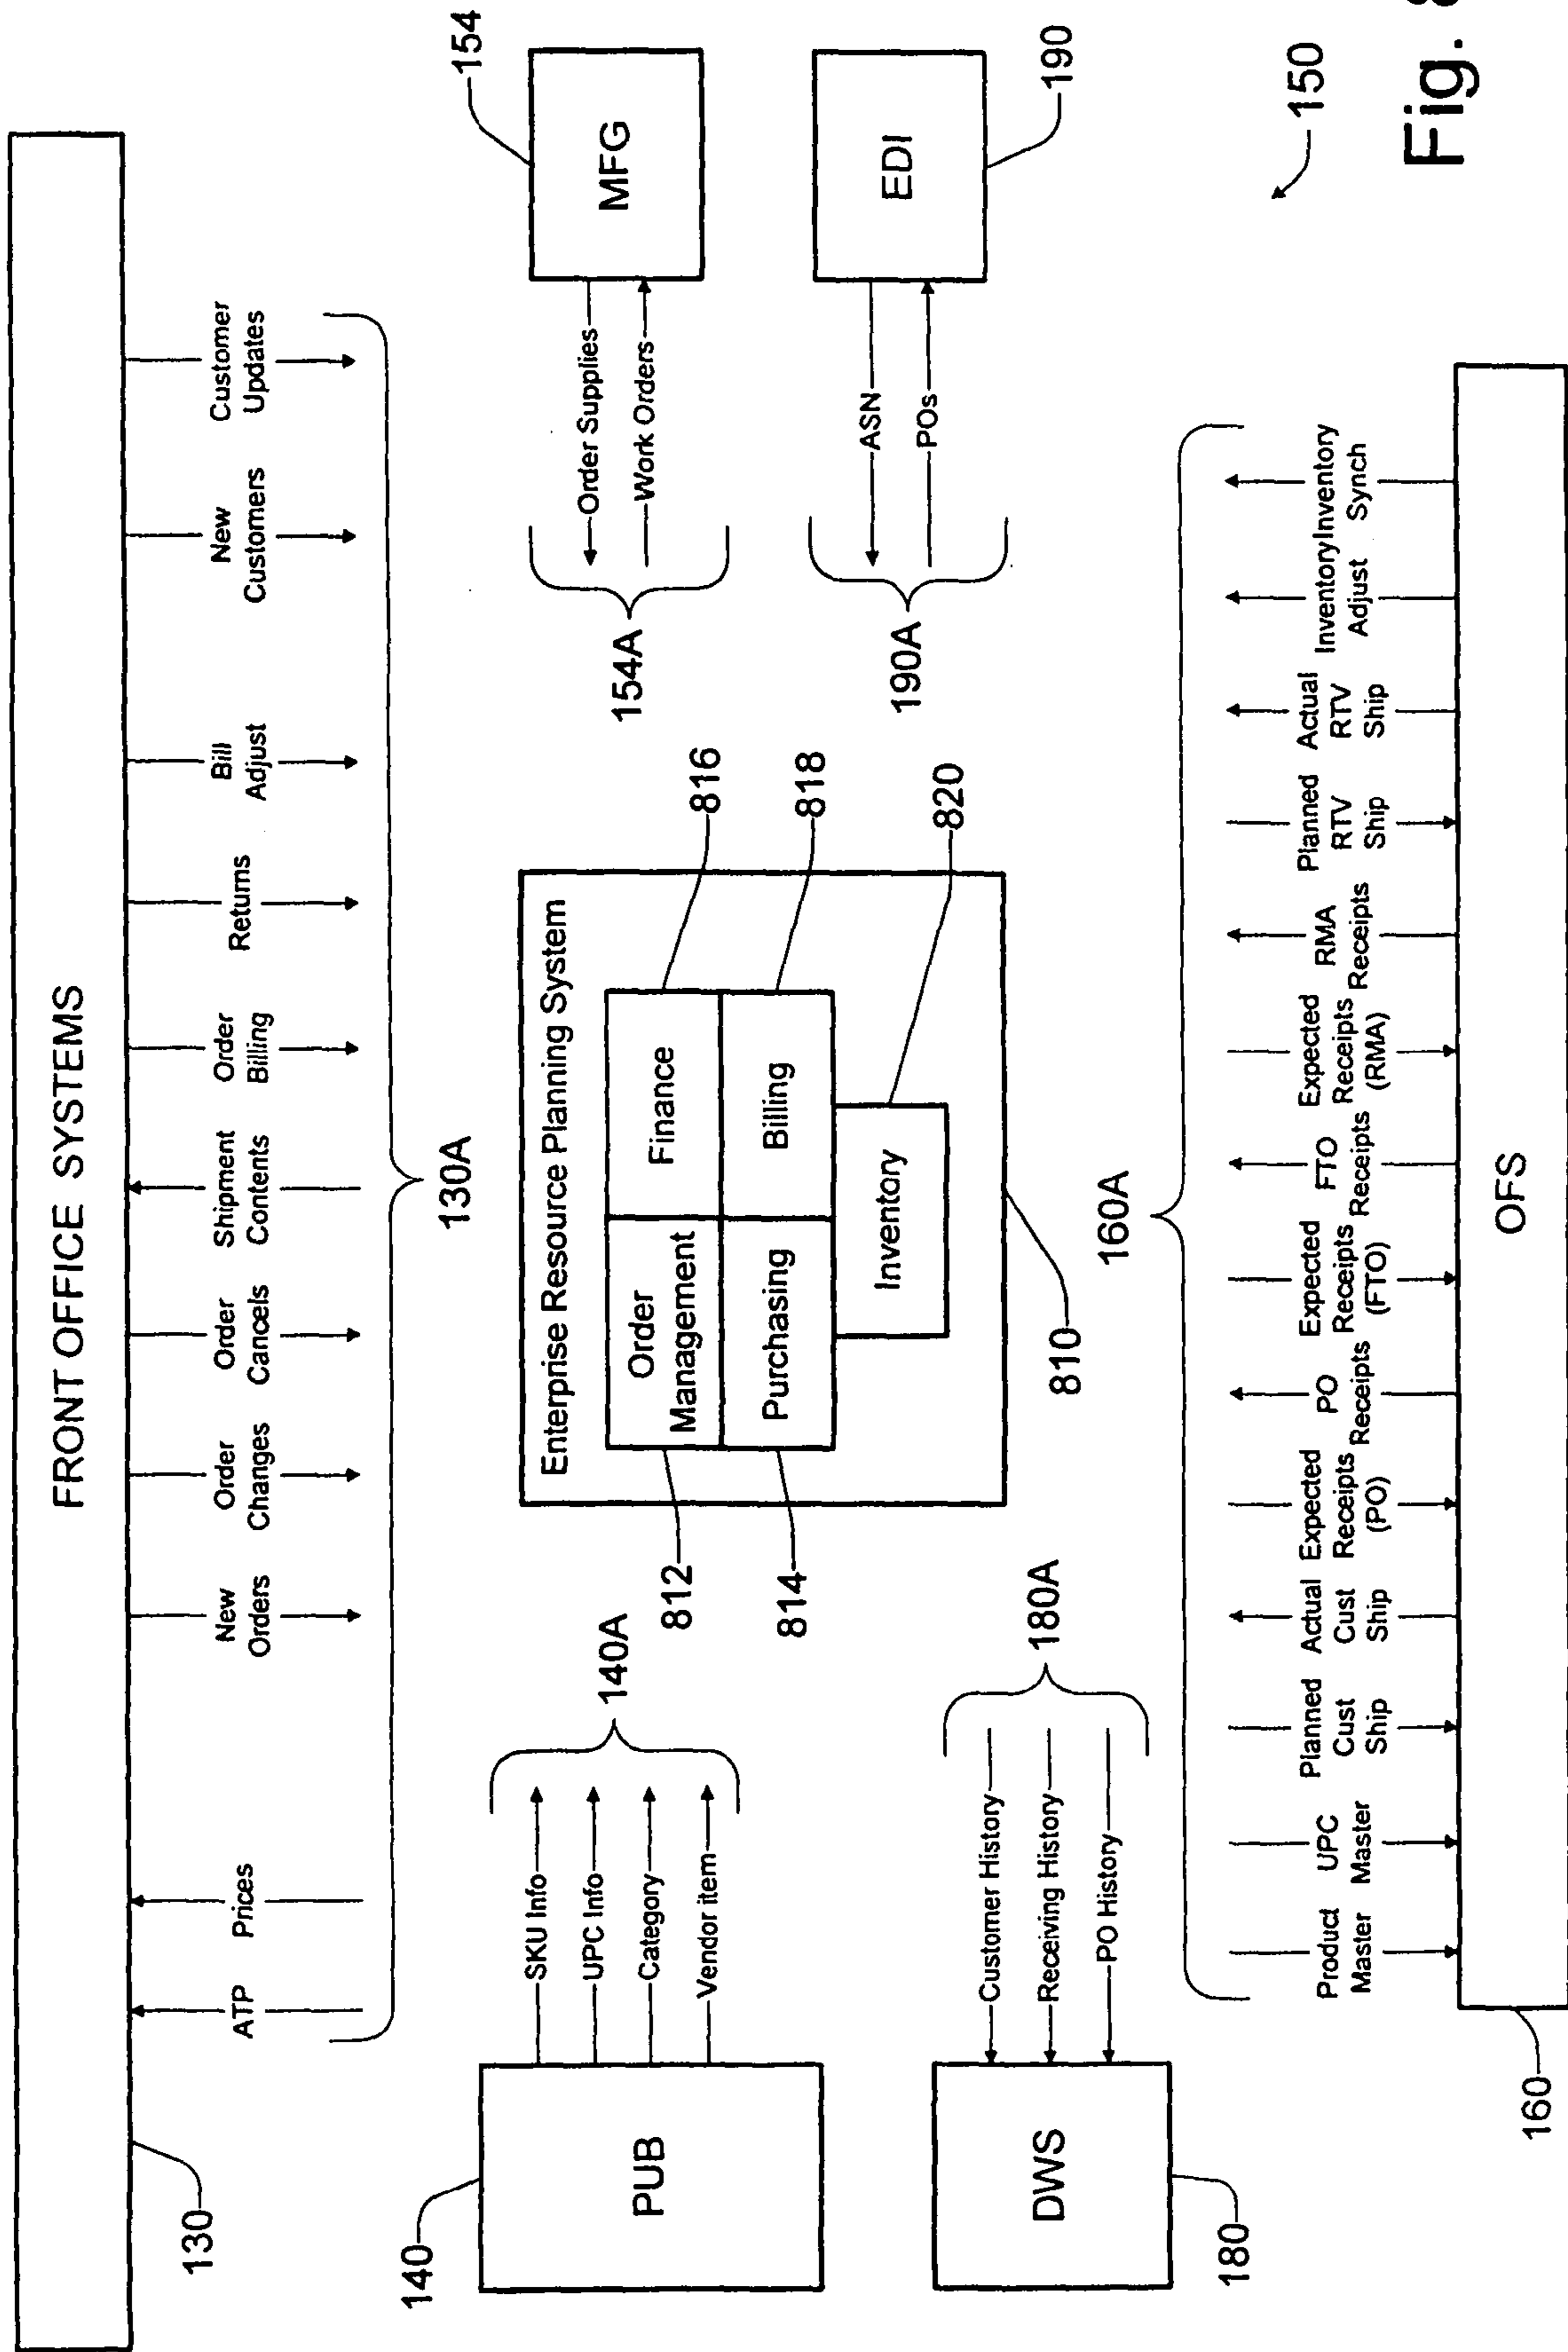 FRONT OFFICE SYSTEMS
130
ATP
Prices
New
Orders
Order
Changes
Order
Cancels
Shipment
Contents
Order
Billing
Returns
Bill
Adjust
New
Customers
Customer
Updates
130A
140
PUB
SKU Info
UPC Info
Category
Vendor item
140A
Enterprise Resource Planning System
Order
Management
Finance
Purchasing
Billing
Inventory
812
814
816
818
820
810
154
MFG
Order Supplies
Work Orders
154A
EDI
190
ASN
POs
190A
DWS
180
Customer History
Receiving History
PO History
180A
160A
Product
Master
UPC
Master
Planned
Cust
Ship
Actual
Cust
Ship
Expected
Receipts
(PO)
PO
Receipts
Expected
Receipts
(FTO)
FTO
Receipts
Expected
Receipts
(RMA)
RMA
Receipts
Planned
RTV
Ship
Actual
RTV
Ship
Inventory
Adjust
Inventory
Synch
OFS
160
150
Fig. 8